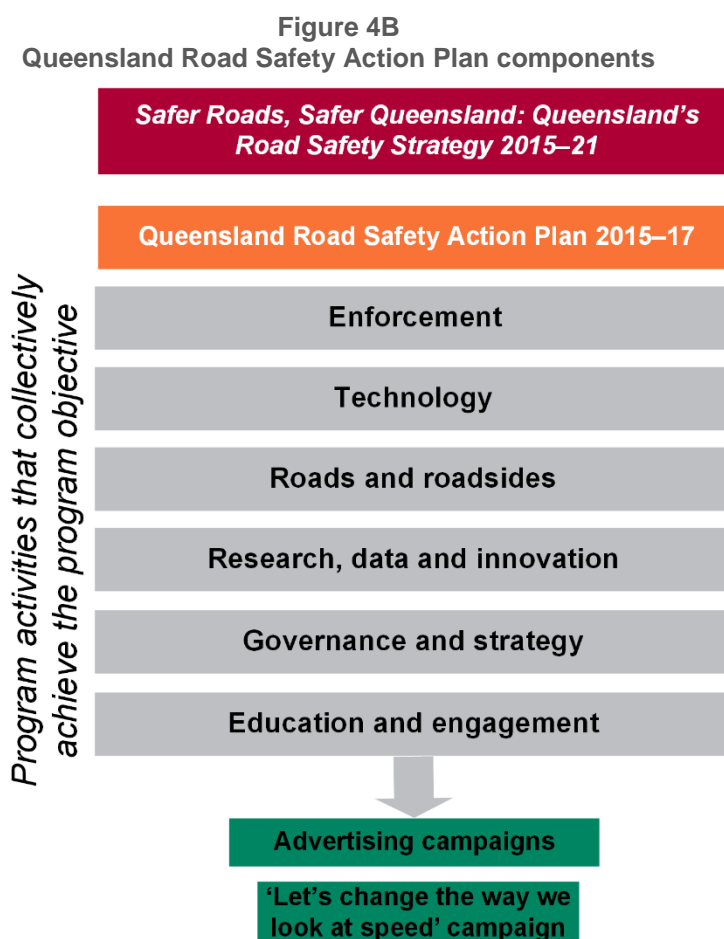 Figure 4B
Queensland Road Safety Action Plan components
Safer Roads, Safer Queensland: Queensland's
Road Safety Strategy 2015–21
Queensland Road Safety Action Plan 2015–17
Program activities that collectively
achieve the program objective
Enforcement
Technology
Roads and roadsides
Research, data and innovation
Governance and strategy
Education and engagement
Advertising campaigns
‘Let’s change the way we
look at speed’ campaign